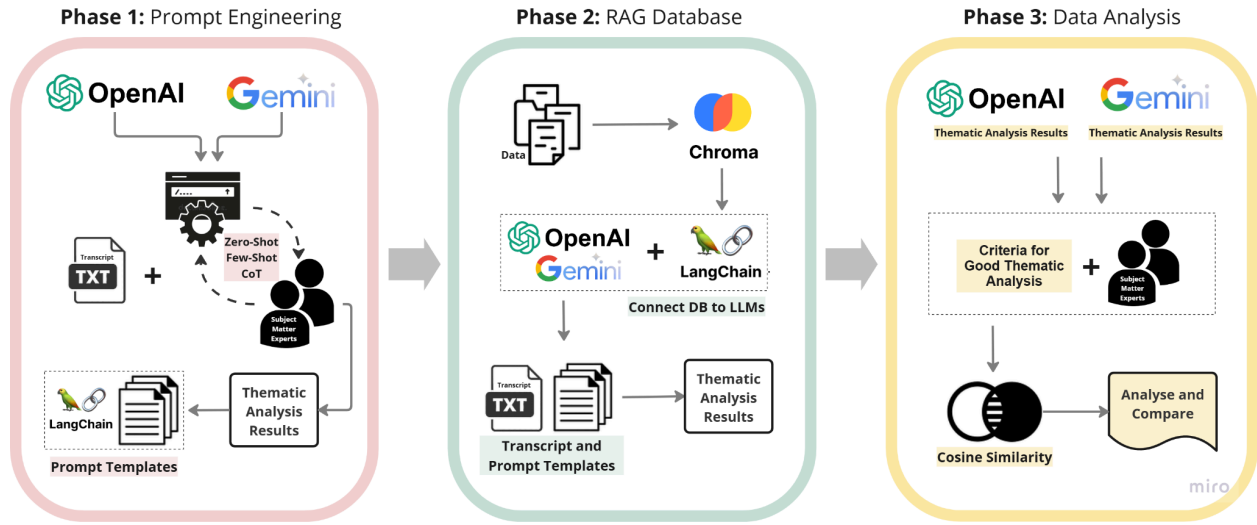 Phase 1: Prompt Engineering
OpenAI
Gemini
/....
Zero-Shot
Few-Shot
CoT
Transcript
TXT
+
Subject
Matter
Experts
LangChain
Thematic
Analysis
Results
Prompt Templates
Phase 2: RAG Database
Data
Chroma
OpenAI
Gemini
+
LangChain
Connect DB to LLMs
Transcript
TXT
Thematic
Analysis
Results
Transcript and
Prompt Templates
Phase 3: Data Analysis
OpenAI
Gemini
Thematic Analysis Results
Thematic Analysis Results
Criteria for
Good Thematic
Analysis
+
Subject
Matter
Experts
Cosine Similarity
Analyse and
Compare
miro